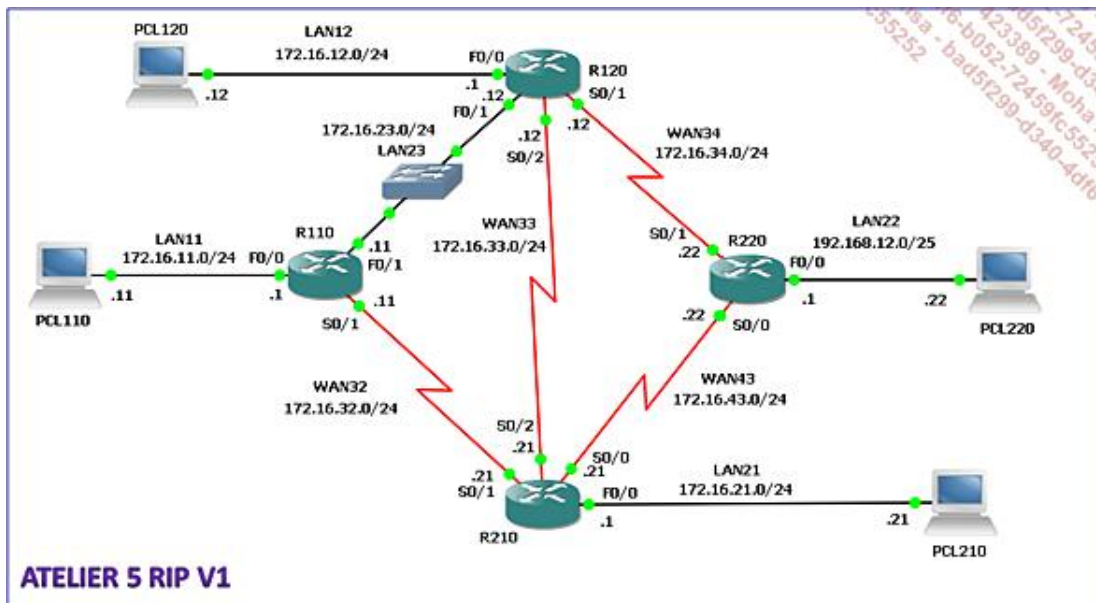 PCL120
LAN12
172.16.12.0/24
F0/0
.1
R120
.12
.12
F0/1
S0/1
.12
.12
S0/2
172.16.23.0/24
LAN23
WAN34
172.16.34.0/24
LAN11
172.16.11.0/24
F0/0
R110
.11
F0/1
WAN33
172.16.33.0/24
S0/1
.22
R220
LAN22
192.168.12.0/25
F0/0
.1
.22
PCL220
.11
PCL110
.1
.11
S0/1
.22
S0/0
WAN32
172.16.32.0/24
WAN43
172.16.43.0/24
S0/2
.21
S0/0
.21
.21
S0/1
LAN21
172.16.21.0/24
F0/0
.1
.21
R210
PCL210
ATELIER 5 RIP V1